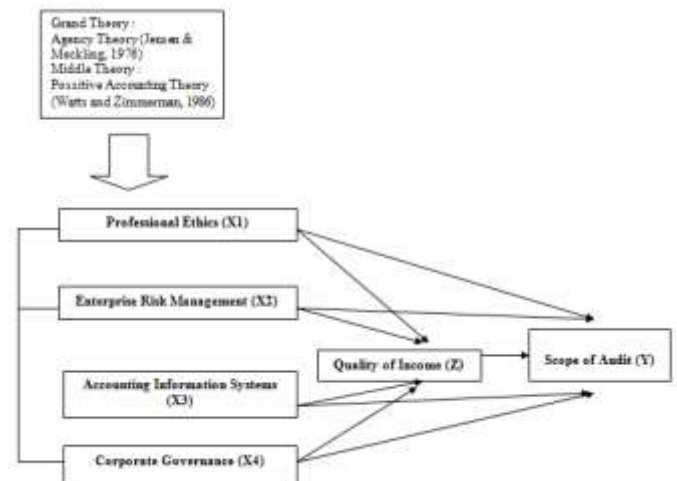 Grand Theory :
Agency Theory (Jensen &
Meckling, 1976)
Middle Theory :
Possitive Accounting Theory
(Watts and Zimmerman, 1986)
Professional Ethics (X1)
Enterprise Risk Management (X2)
Quality of Income (Z)
Scope of Audit (Y)
Accounting Information Systems
(X3)
Corporate Governance (X4)